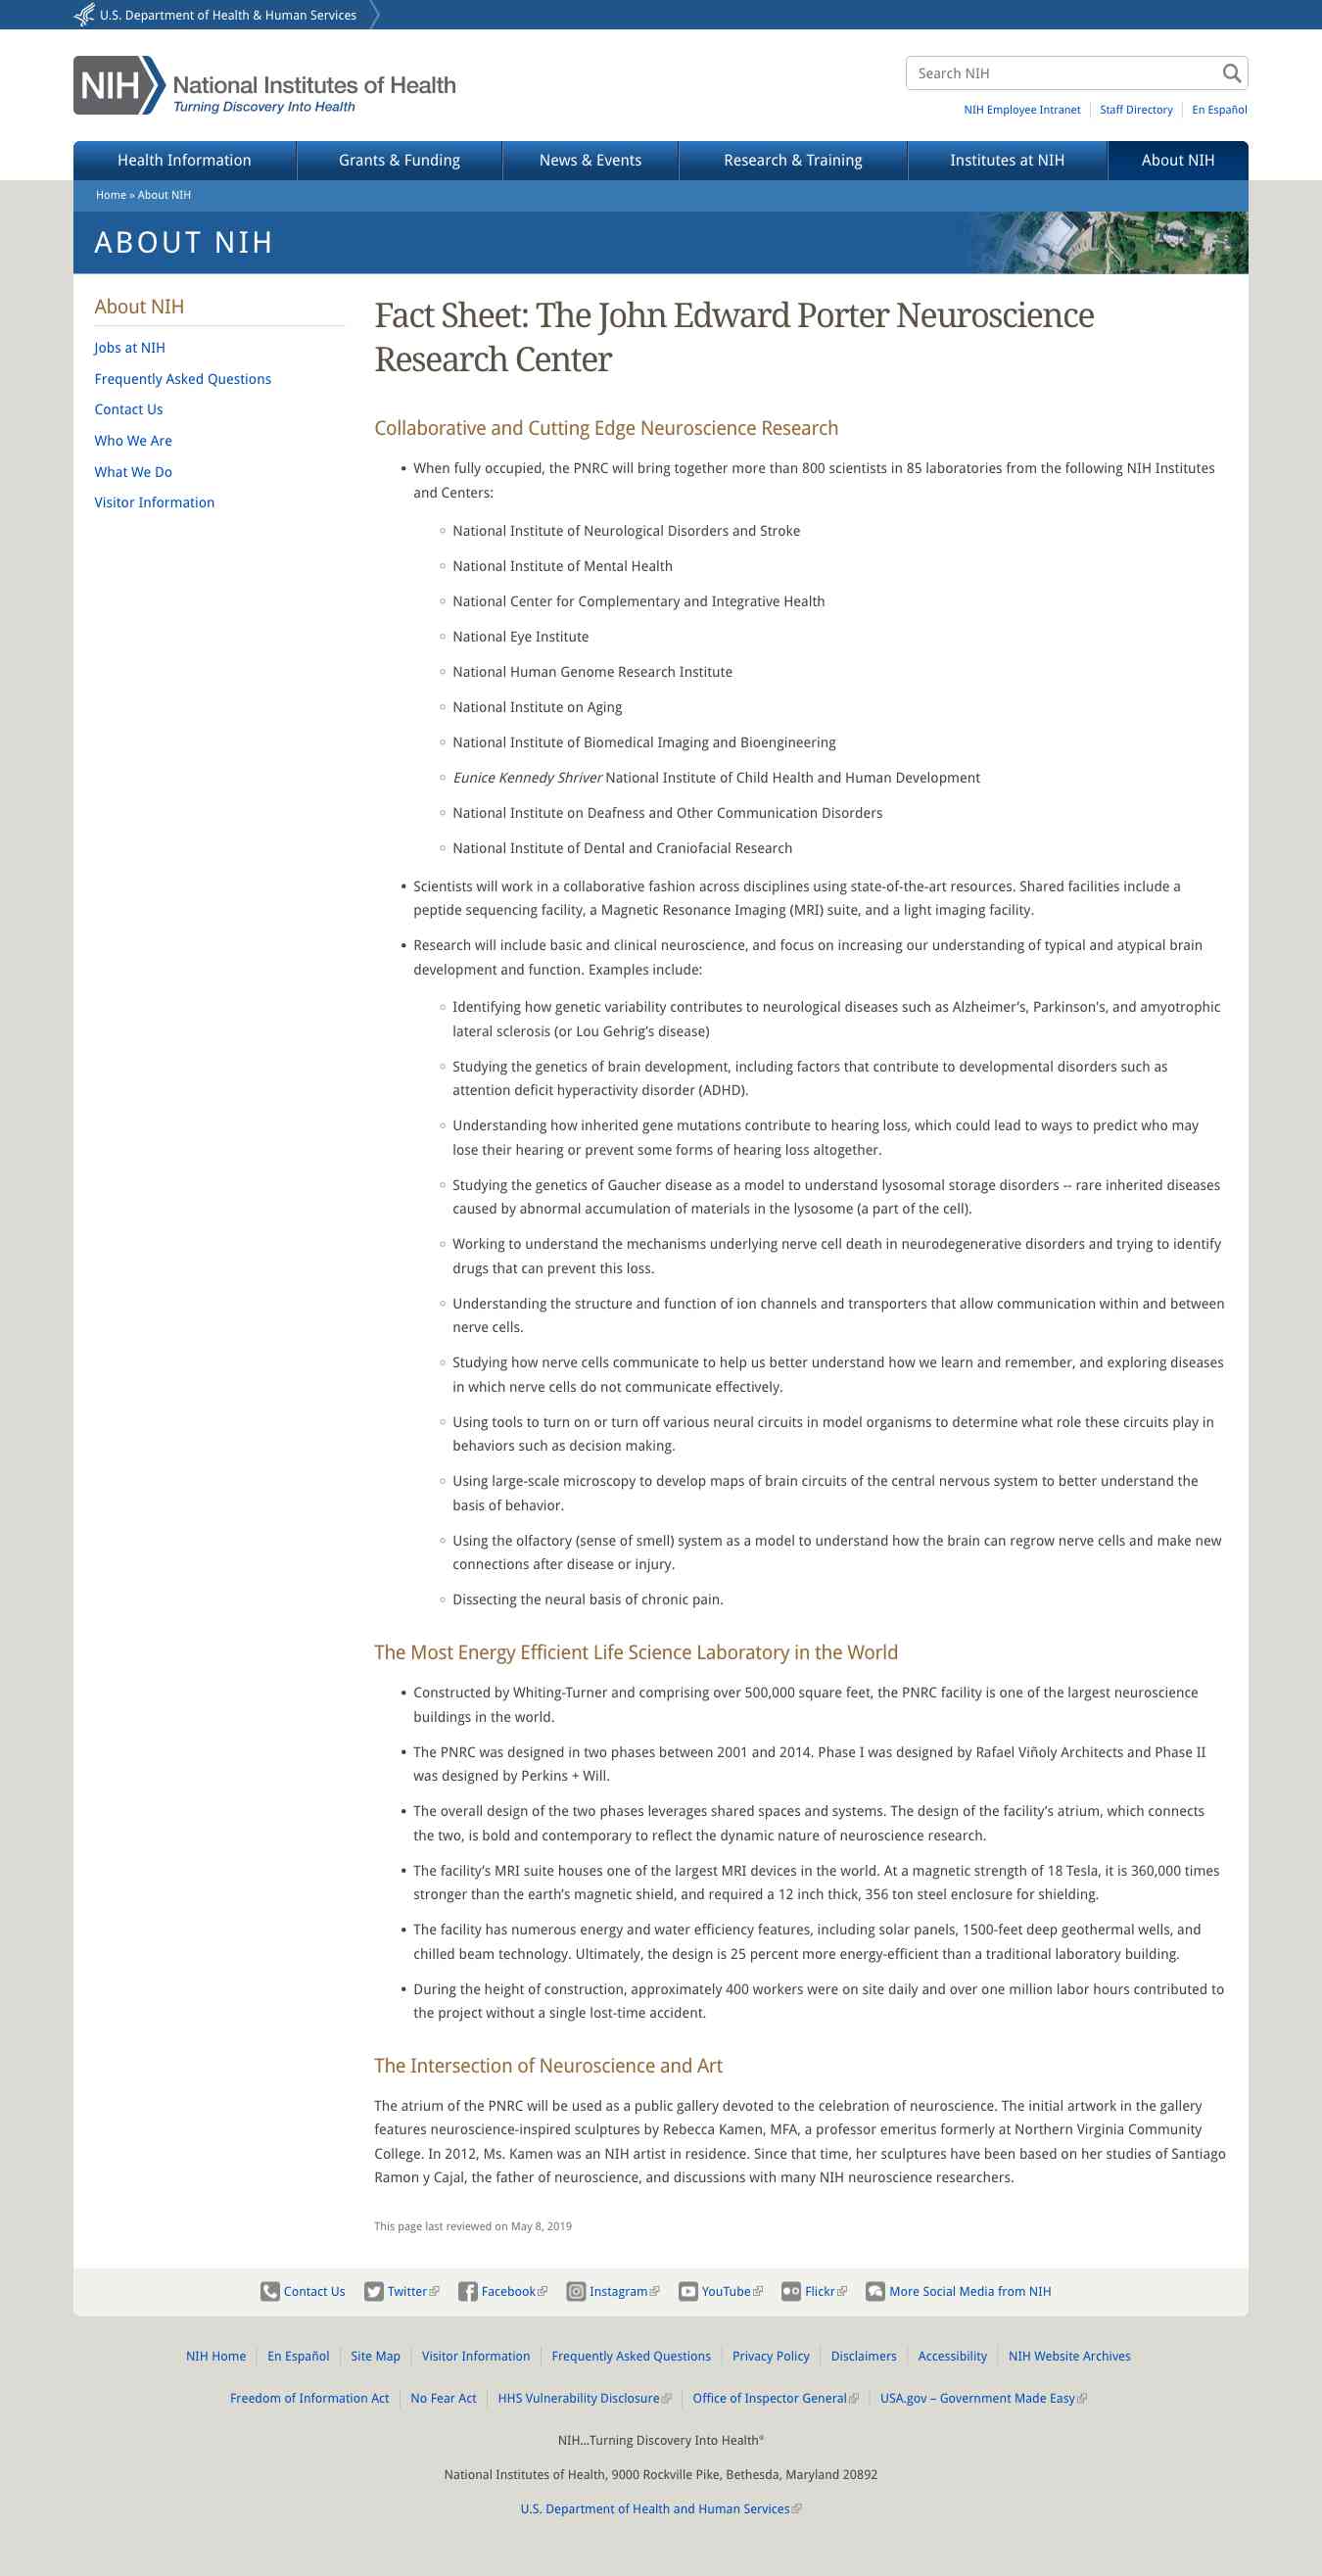 U.S. Department of Health & Human Services
NIH National Institutes of Health
Turning Discovery Into Health
Search NIH
NIH Employee Intranet
Staff Directory
En Español
Health Information
Grants & Funding
News & Events
Research & Training
Institutes at NIH
About NIH
Home » About NIH
ABOUT NIH
About NIH
Jobs at NIH
Frequently Asked Questions
Contact Us
Who We Are
What We Do
Visitor Information
Fact Sheet: The John Edward Porter Neuroscience
Research Center
Collaborative and Cutting Edge Neuroscience Research
When fully occupied, the PNRC will bring together more than 800 scientists in 85 laboratories from the following NIH Institutes
and Centers:
National Institute of Neurological Disorders and Stroke
National Institute of Mental Health
National Center for Complementary and Integrative Health
National Eye Institute
National Human Genome Research Institute
National Institute on Aging
National Institute of Biomedical Imaging and Bioengineering
Eunice Kennedy Shriver National Institute of Child Health and Human Development
National Institute on Deafness and Other Communication Disorders
National Institute of Dental and Craniofacial Research
Scientists will work in a collaborative fashion across disciplines using state-of-the-art resources. Shared facilities include a
peptide sequencing facility, a Magnetic Resonance Imaging (MRI) suite, and a light imaging facility.
Research will include basic and clinical neuroscience, and focus on increasing our understanding of typical and atypical brain
development and function. Examples include:
Identifying how genetic variability contributes to neurological diseases such as Alzheimer's, Parkinson's, and amyotrophic
lateral sclerosis (or Lou Gehrig's disease)
Studying the genetics of brain development, including factors that contribute to developmental disorders such as
attention deficit hyperactivity disorder (ADHD).
Understanding how inherited gene mutations contribute to hearing loss, which could lead to ways to predict who may
lose their hearing or prevent some forms of hearing loss altogether.
Studying the genetics of Gaucher disease as a model to understand lysosomal storage disorders -- rare inherited diseases
caused by abnormal accumulation of materials in the lysosome (a part of the cell).
Working to understand the mechanisms underlying nerve cell death in neurodegenerative disorders and trying to identify
drugs that can prevent this loss.
Understanding the structure and function of ion channels and transporters that allow communication within and between
nerve cells.
Studying how nerve cells communicate to help us better understand how we learn and remember, and exploring diseases
in which nerve cells do not communicate effectively.
Using tools to turn on or turn off various neural circuits in model organisms to determine what role these circuits play in
behaviors such as decision making.
Using large-scale microscopy to develop maps of brain circuits of the central nervous system to better understand the
basis of behavior.
Using the olfactory (sense of smell) system as a model to understand how the brain can regrow nerve cells and make new
connections after disease or injury.
Dissecting the neural basis of chronic pain.
The Most Energy Efficient Life Science Laboratory in the World
Constructed by Whiting-Turner and comprising over 500,000 square feet, the PNRC facility is one of the largest neuroscience
buildings in the world.
The PNRC was designed in two phases between 2001 and 2014. Phase I was designed by Rafael Viñoly Architects and Phase II
was designed by Perkins + Will.
The overall design of the two phases leverages shared spaces and systems. The design of the facility's atrium, which connects
the two, is bold and contemporary to reflect the dynamic nature of neuroscience research.
The facility's MRI suite houses one of the largest MRI devices in the world. At a magnetic strength of 18 Tesla, it is 360,000 times
stronger than the earth's magnetic shield, and required a 12 inch thick, 356 ton steel enclosure for shielding.
The facility has numerous energy and water efficiency features, including solar panels, 1500-feet deep geothermal wells, and
chilled beam technology. Ultimately, the design is 25 percent more energy-efficient than a traditional laboratory building.
During the height of construction, approximately 400 workers were on site daily and over one million labor hours contributed to
the project without a single lost-time accident.
The Intersection of Neuroscience and Art
The atrium of the PNRC will be used as a public gallery devoted to the celebration of neuroscience. The initial artwork in the gallery
features neuroscience-inspired sculptures by Rebecca Kamen, MFA, a professor emeritus formerly at Northern Virginia Community
College. In 2012, Ms. Kamen was an NIH artist in residence. Since that time, her sculptures have been based on her studies of Santiago
Ramon y Cajal, the father of neuroscience, and discussions with many NIH neuroscience researchers.
This page last reviewed on May 8, 2019
Contact Us
Twitter
Facebook
Instagram
YouTube
Flickr
More Social Media from NIH
NIH Home
En Español
Site Map
Visitor Information
Frequently Asked Questions
Privacy Policy
Disclaimers
Accessibility
NIH Website Archives
Freedom of Information Act
No Fear Act
HHS Vulnerability Disclosure
Office of Inspector General
USA.gov – Government Made Easy
NIH…Turning Discovery Into Health®
National Institutes of Health, 9000 Rockville Pike, Bethesda, Maryland 20892
U.S. Department of Health and Human Services